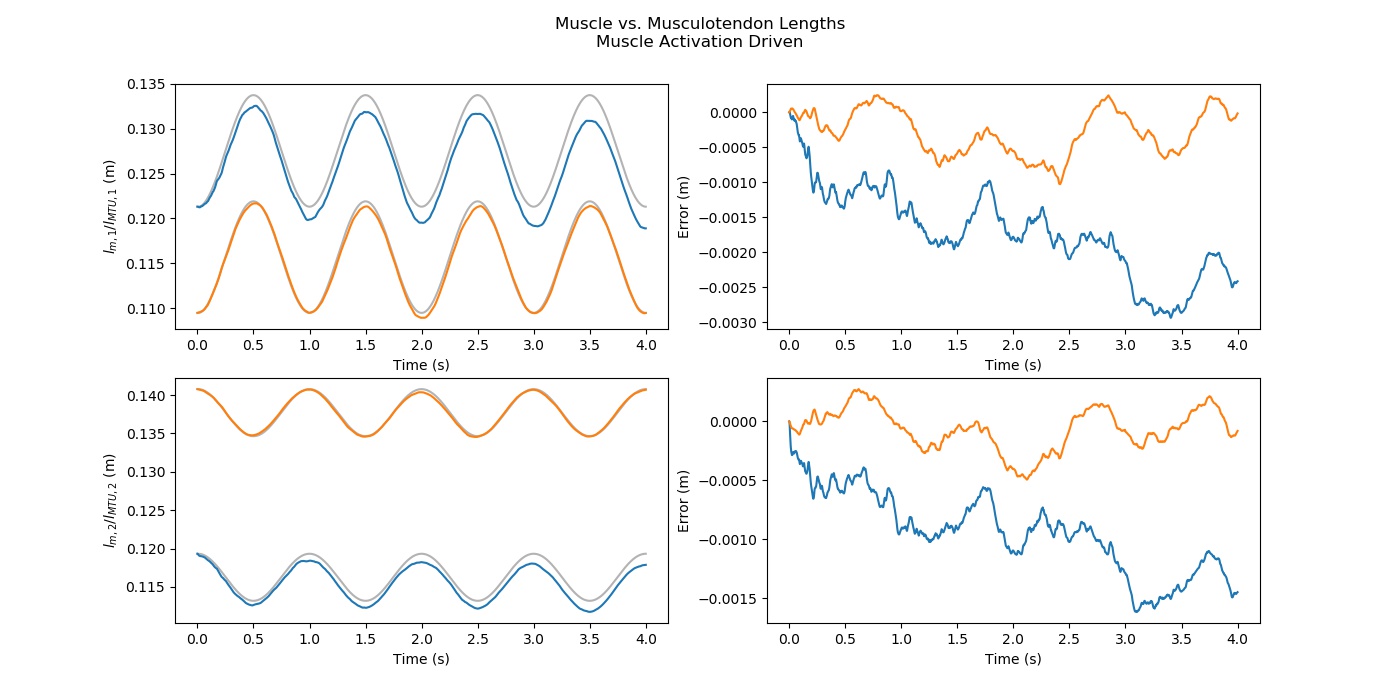 Muscle vs. Musculotendon Lengths
Muscle Activation Driven
0.135
0.130
0.125
0.120
0.115
0.110
l_{m,1}/l_{MTU,1} (m)
0.0 0.5 1.0 1.5 2.0 2.5 3.0 3.5 4.0
Time (s)
0.0000
−0.0005
−0.0010
−0.0015
−0.0020
−0.0025
−0.0030
Error (m)
0.0 0.5 1.0 1.5 2.0 2.5 3.0 3.5 4.0
Time (s)
0.140
0.135
0.130
0.125
0.120
0.115
l_{m,2}/l_{MTU,2} (m)
0.0 0.5 1.0 1.5 2.0 2.5 3.0 3.5 4.0
Time (s)
0.0000
−0.0005
−0.0010
−0.0015
Error (m)
0.0 0.5 1.0 1.5 2.0 2.5 3.0 3.5 4.0
Time (s)